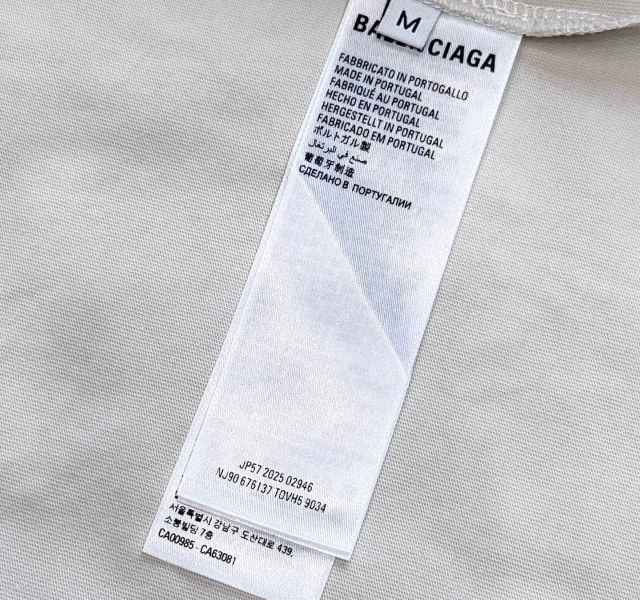 M
BALENCIAGA
FABBRICATO IN PORTOGALLO
MADE IN PORTUGAL
FABRIQUÉ AU PORTUGAL
HECHO EN PORTUGAL
HERGESTELLT IN PORTUGAL
FABRICADO EM PORTUGAL
ポルトガル製
صنع في البرتغال
葡萄牙制造
СДЕЛАНО В ПОРТУГАЛИИ
JP57 2025 02946
NJ90 676137 TOVH5 9034
서울특별시 강남구 도산대로 439,
소봉빌딩 7층
CA00985 - CA63081